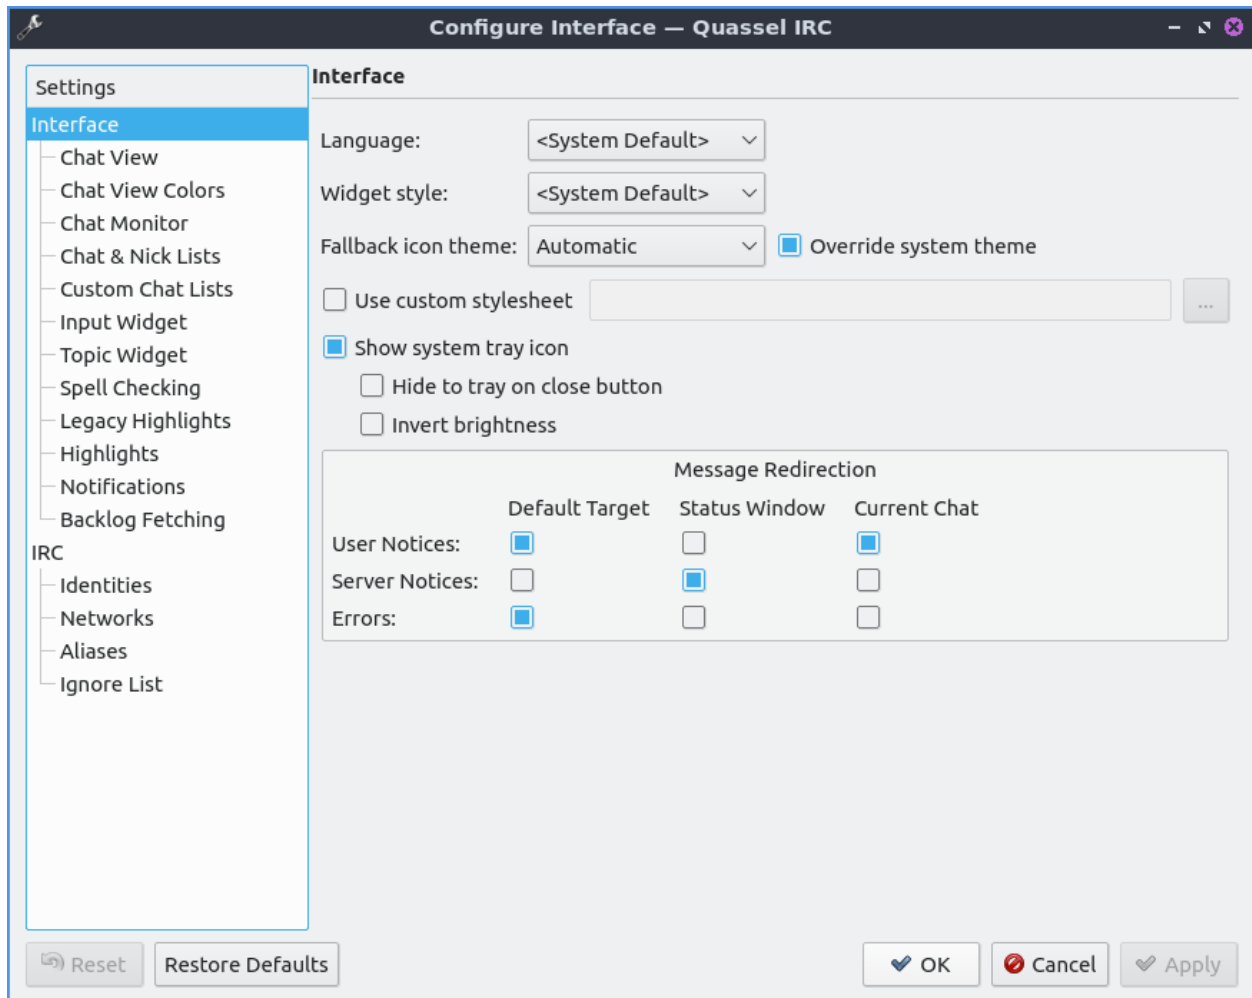 Configure Interface — Quassel IRC
Settings
Interface
Chat View
Chat View Colors
Chat Monitor
Chat & Nick Lists
Custom Chat Lists
Input Widget
Topic Widget
Spell Checking
Legacy Highlights
Highlights
Notifications
Backlog Fetching
IRC
Identities
Networks
Aliases
Ignore List
Interface
Language: <System Default>
Widget style: <System Default>
Fallback icon theme: Automatic Override system theme
Use custom stylesheet ...
Show system tray icon
Hide to tray on close button
Invert brightness
Message Redirection
Default Target Status Window Current Chat
User Notices:
Server Notices:
Errors:
Reset Restore Defaults OK Cancel Apply